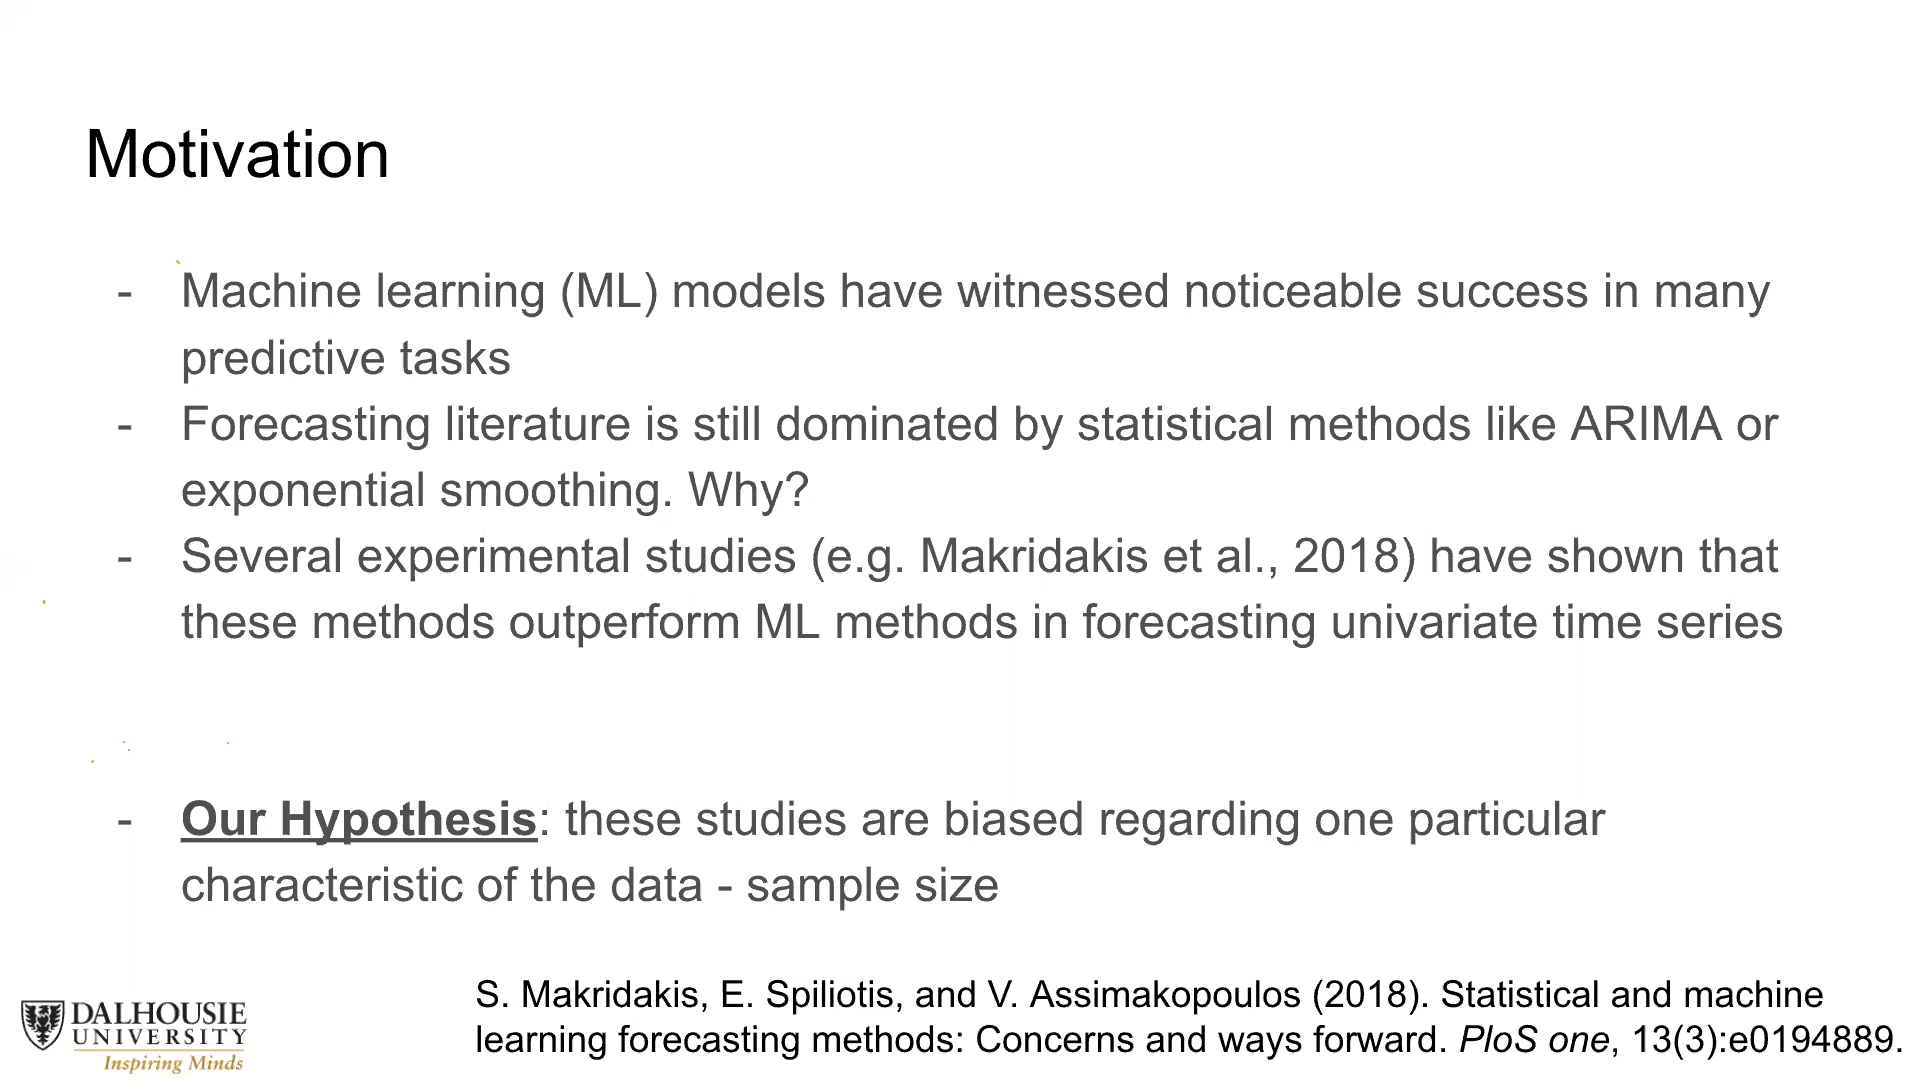 Motivation
- Machine learning (ML) models have witnessed noticeable success in many
predictive tasks
- Forecasting literature is still dominated by statistical methods like ARIMA or
exponential smoothing. Why?
- Several experimental studies (e.g. Makridakis et al., 2018) have shown that
these methods outperform ML methods in forecasting univariate time series
- Our Hypothesis: these studies are biased regarding one particular
characteristic of the data - sample size
S. Makridakis, E. Spiliotis, and V. Assimakopoulos (2018). Statistical and machine
learning forecasting methods: Concerns and ways forward. PloS one, 13(3):e0194889.
DALHOUSIE
UNIVERSITY
Inspiring Minds